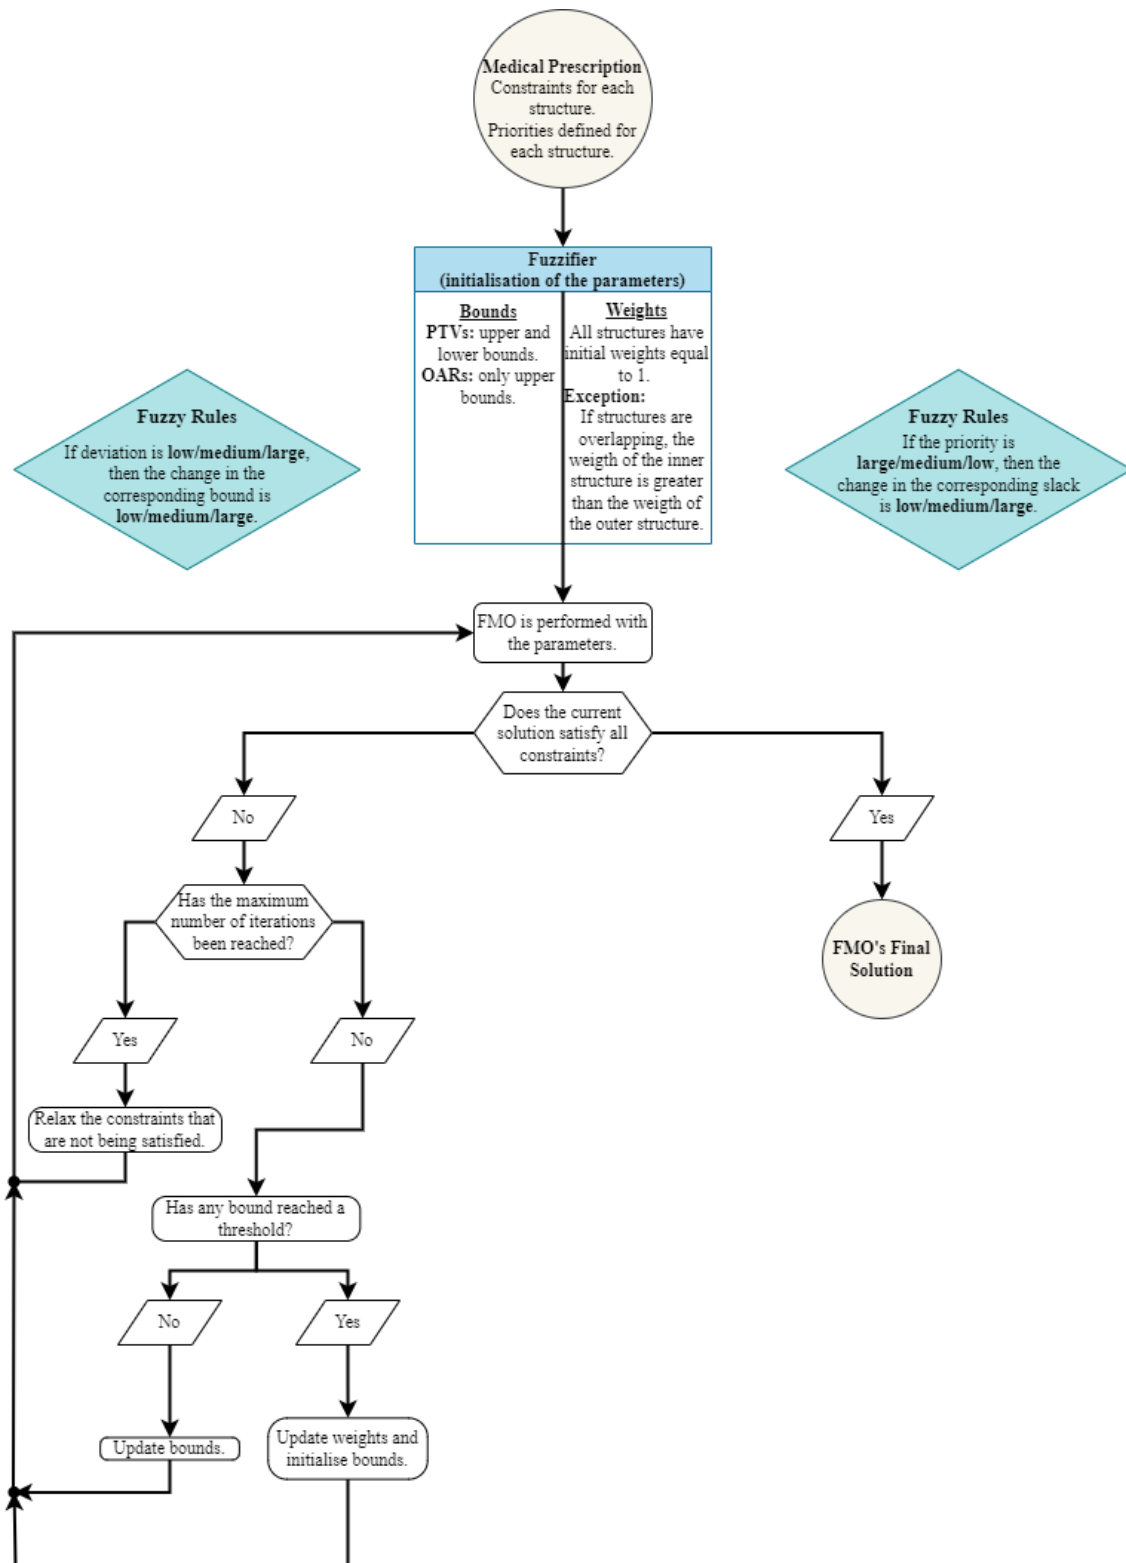 Medical Prescription
Constraints for each
structure.
Priorities defined for
each structure.
Fuzzifier
(initialisation of the parameters)
Bounds
PTVs: upper and
lower bounds.
OARs: only upper
bounds.
Weights
All structures have
initial weights equal
to 1.
Exception:
If structures are
overlapping, the
weigth of the inner
structure is greater
than the weigth of
the outer structure.
Fuzzy Rules
If deviation is low/medium/large,
then the change in the
corresponding bound is
low/medium/large.
Fuzzy Rules
If the priority is
large/medium/low, then the
change in the corresponding slack
is low/medium/large.
FMO is performed with
the parameters.
Does the current
solution satisfy all
constraints?
No
Yes
Has the maximum
number of iterations
been reached?
FMO's Final
Solution
Yes
No
Relax the constraints that
are not being satisfied.
Has any bound reached a
threshold?
No
Yes
Update bounds.
Update weights and
initialise bounds.